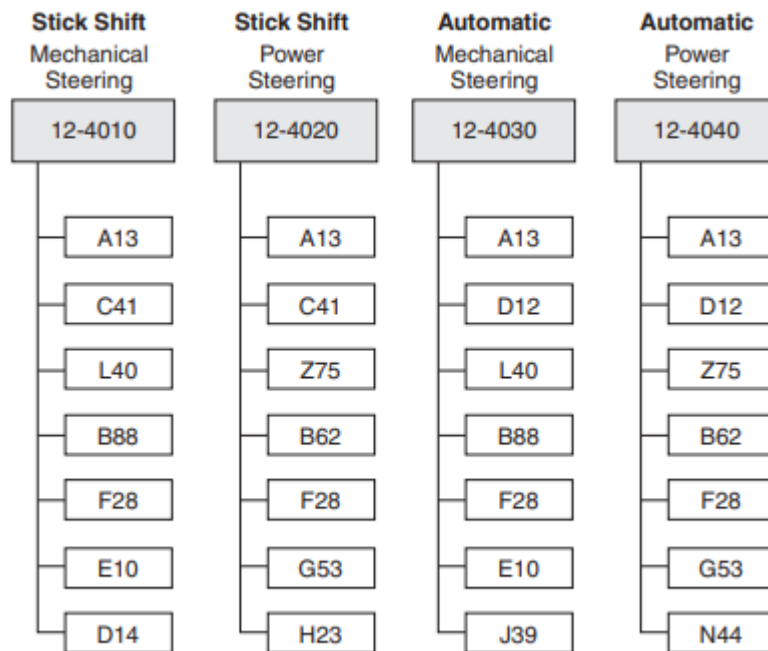 Stick Shift Stick Shift Automatic Automatic
Mechanical Power Mechanical Power
Steering Steering Steering Steering
12-4010 12-4020 12-4030 12-4040
A13 A13 A13 A13
C41 C41 D12 D12
L40 Z75 L40 Z75
B88 B62 B88 B62
F28 F28 F28 F28
E10 G53 E10 G53
D14 H23 J39 N44